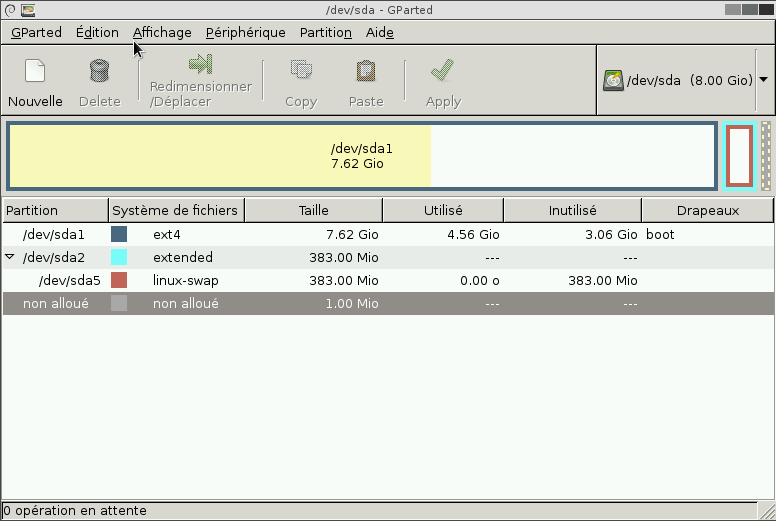 /dev/sda - GParted
GParted Édition Affichage Périphérique Partition Aide
Nouvelle Delete Redimensionner /Déplacer Copy Paste Apply /dev/sda (8.00 Gio)
/dev/sda1
7.62 Gio
Partition Système de fichiers Taille Utilisé Inutilisé Drapeaux
/dev/sda1 ext4 7.62 Gio 4.56 Gio 3.06 Gio boot
/dev/sda2 extended 383.00 Mio --- ---
/dev/sda5 linux-swap 383.00 Mio 0.00 o 383.00 Mio
non alloué non alloué 1.00 Mio --- ---
0 opération en attente